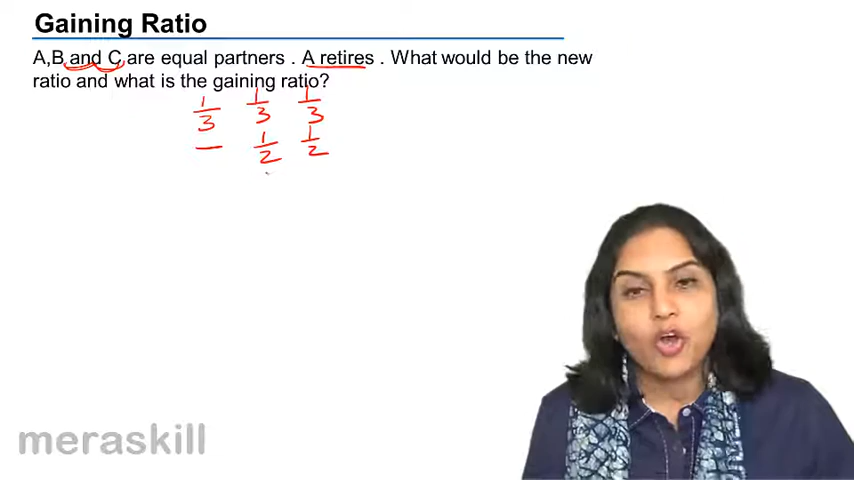 Gaining Ratio
A,B and C are equal partners . A retires . What would be the new
ratio and what is the gaining ratio?
1/3 1/3 1/3
— 1/2 1/2
meraskill